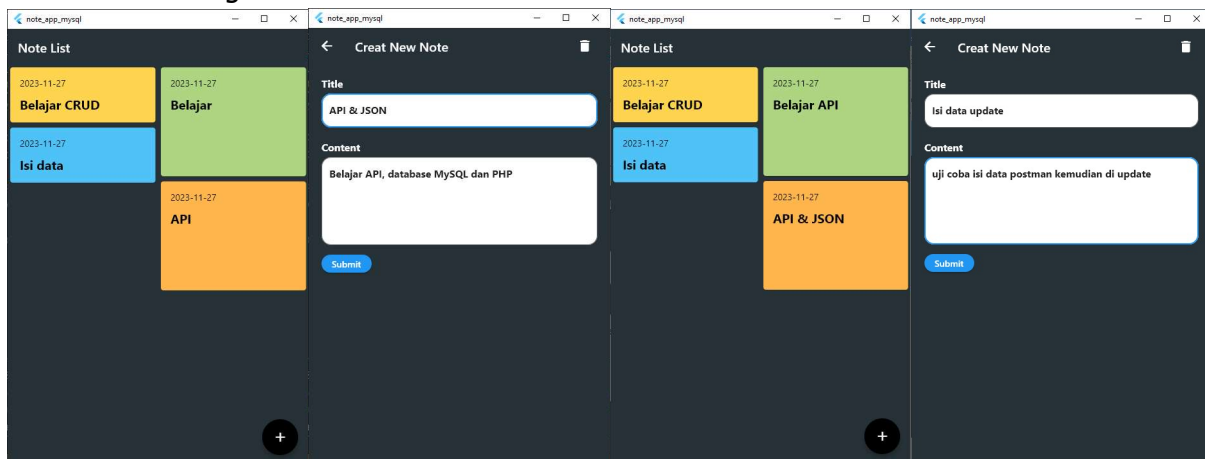 note_app_mysql
Note List
2023-11-27
Belajar CRUD
2023-11-27
Belajar
2023-11-27
Isi data
2023-11-27
API
+
note_app_mysql
Creat New Note
Title
API & JSON
Content
Belajar API, database MySQL dan PHP
Submit
note_app_mysql
Note List
2023-11-27
Belajar CRUD
2023-11-27
Belajar API
2023-11-27
Isi data
2023-11-27
API & JSON
+
note_app_mysql
Creat New Note
Title
Isi data update
Content
uji coba isi data postman kemudian di update
Submit